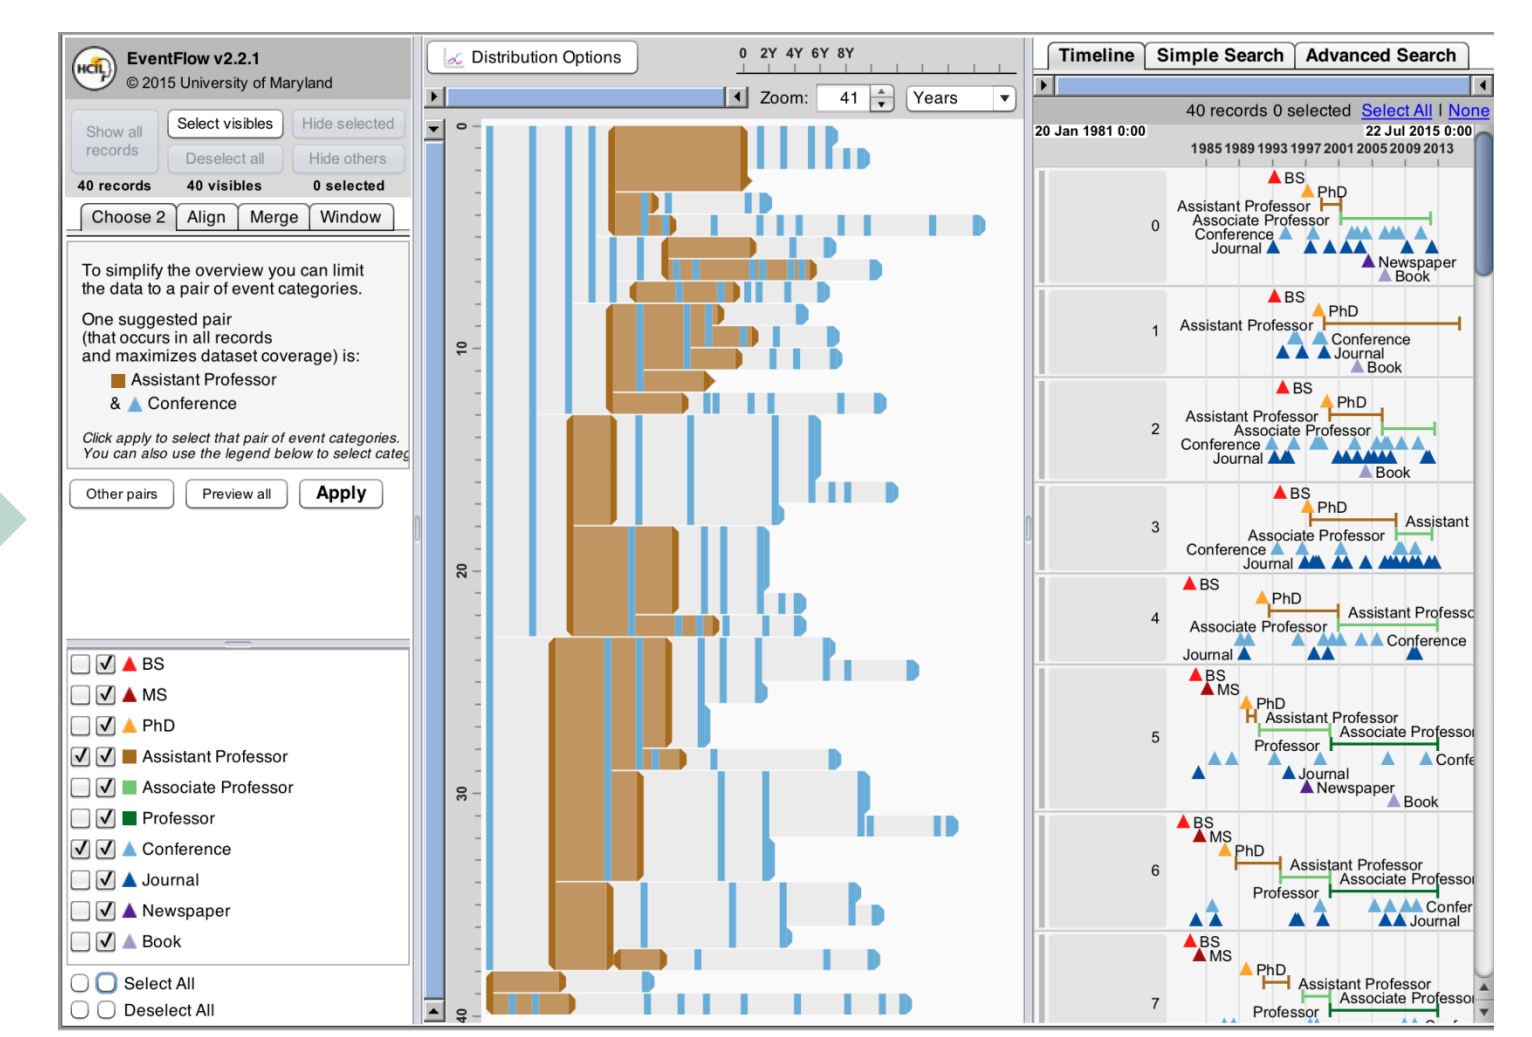 HCIL
EventFlow v2.2.1
© 2015 University of Maryland
Show all records
Select visibles
Hide selected
Deselect all
Hide others
40 records
40 visibles
0 selected
Choose 2
Align
Merge
Window
To simplify the overview you can limit
the data to a pair of event categories.
One suggested pair
(that occurs in all records
and maximizes dataset coverage) is:
Assistant Professor
& Conference
Click apply to select that pair of event categories.
You can also use the legend below to select categ
Other pairs
Preview all
Apply
BS
MS
PhD
Assistant Professor
Associate Professor
Professor
Conference
Journal
Newspaper
Book
Select All
Deselect All
Distribution Options
0 2Y 4Y 6Y 8Y
Zoom: 41 Years
0
10
20
30
40
Timeline
Simple Search
Advanced Search
40 records 0 selected Select All | None
20 Jan 1981 0:00
22 Jul 2015 0:00
1985 1989 1993 1997 2001 2005 2009 2013
0
BS
PhD
Assistant Professor
Associate Professor
Conference
Journal
Newspaper
Book
1
BS
PhD
Assistant Professor
Conference
Journal
Book
2
BS
PhD
Assistant Professor
Associate Professor
Conference
Journal
Book
3
BS
PhD
Assistant
Associate Professor
Conference
Journal
4
BS
PhD
Assistant Professo
Associate Professor
Conference
Journal
5
BS
MS
PhD
Assistant Professor
Associate Professor
Professor
Confe
Journal
Newspaper
Book
6
BS
MS
PhD
Assistant Professor
Associate Professor
Professor
Confer
Journal
7
BS
MS
PhD
Assistant Professor
Associate Professor
Professor